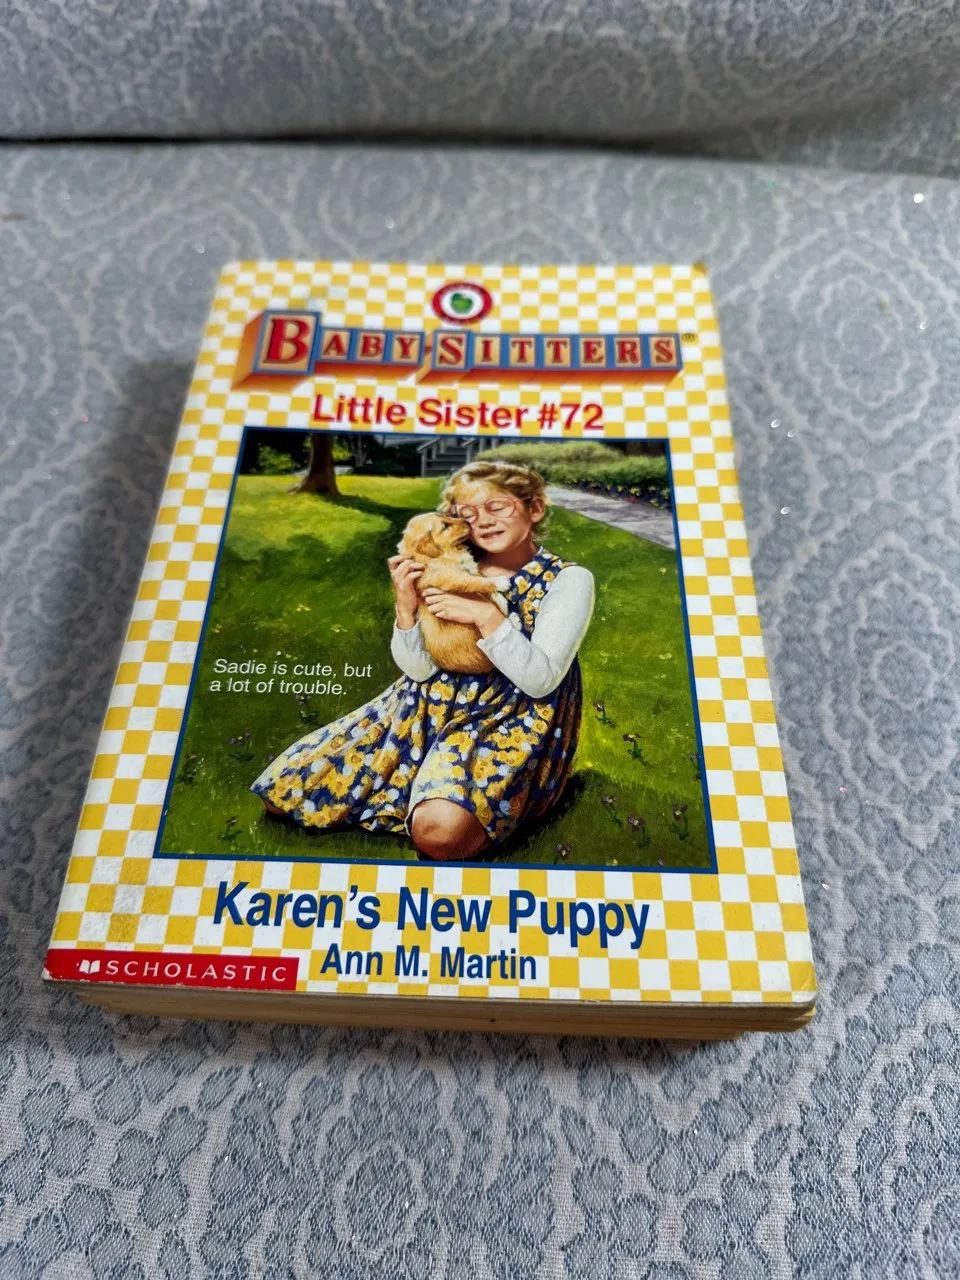 BABY-SITTERS®
Little Sister #72
Sadie is cute, but
a lot of trouble.
Karen's New Puppy
Ann M. Martin
SCHOLASTIC